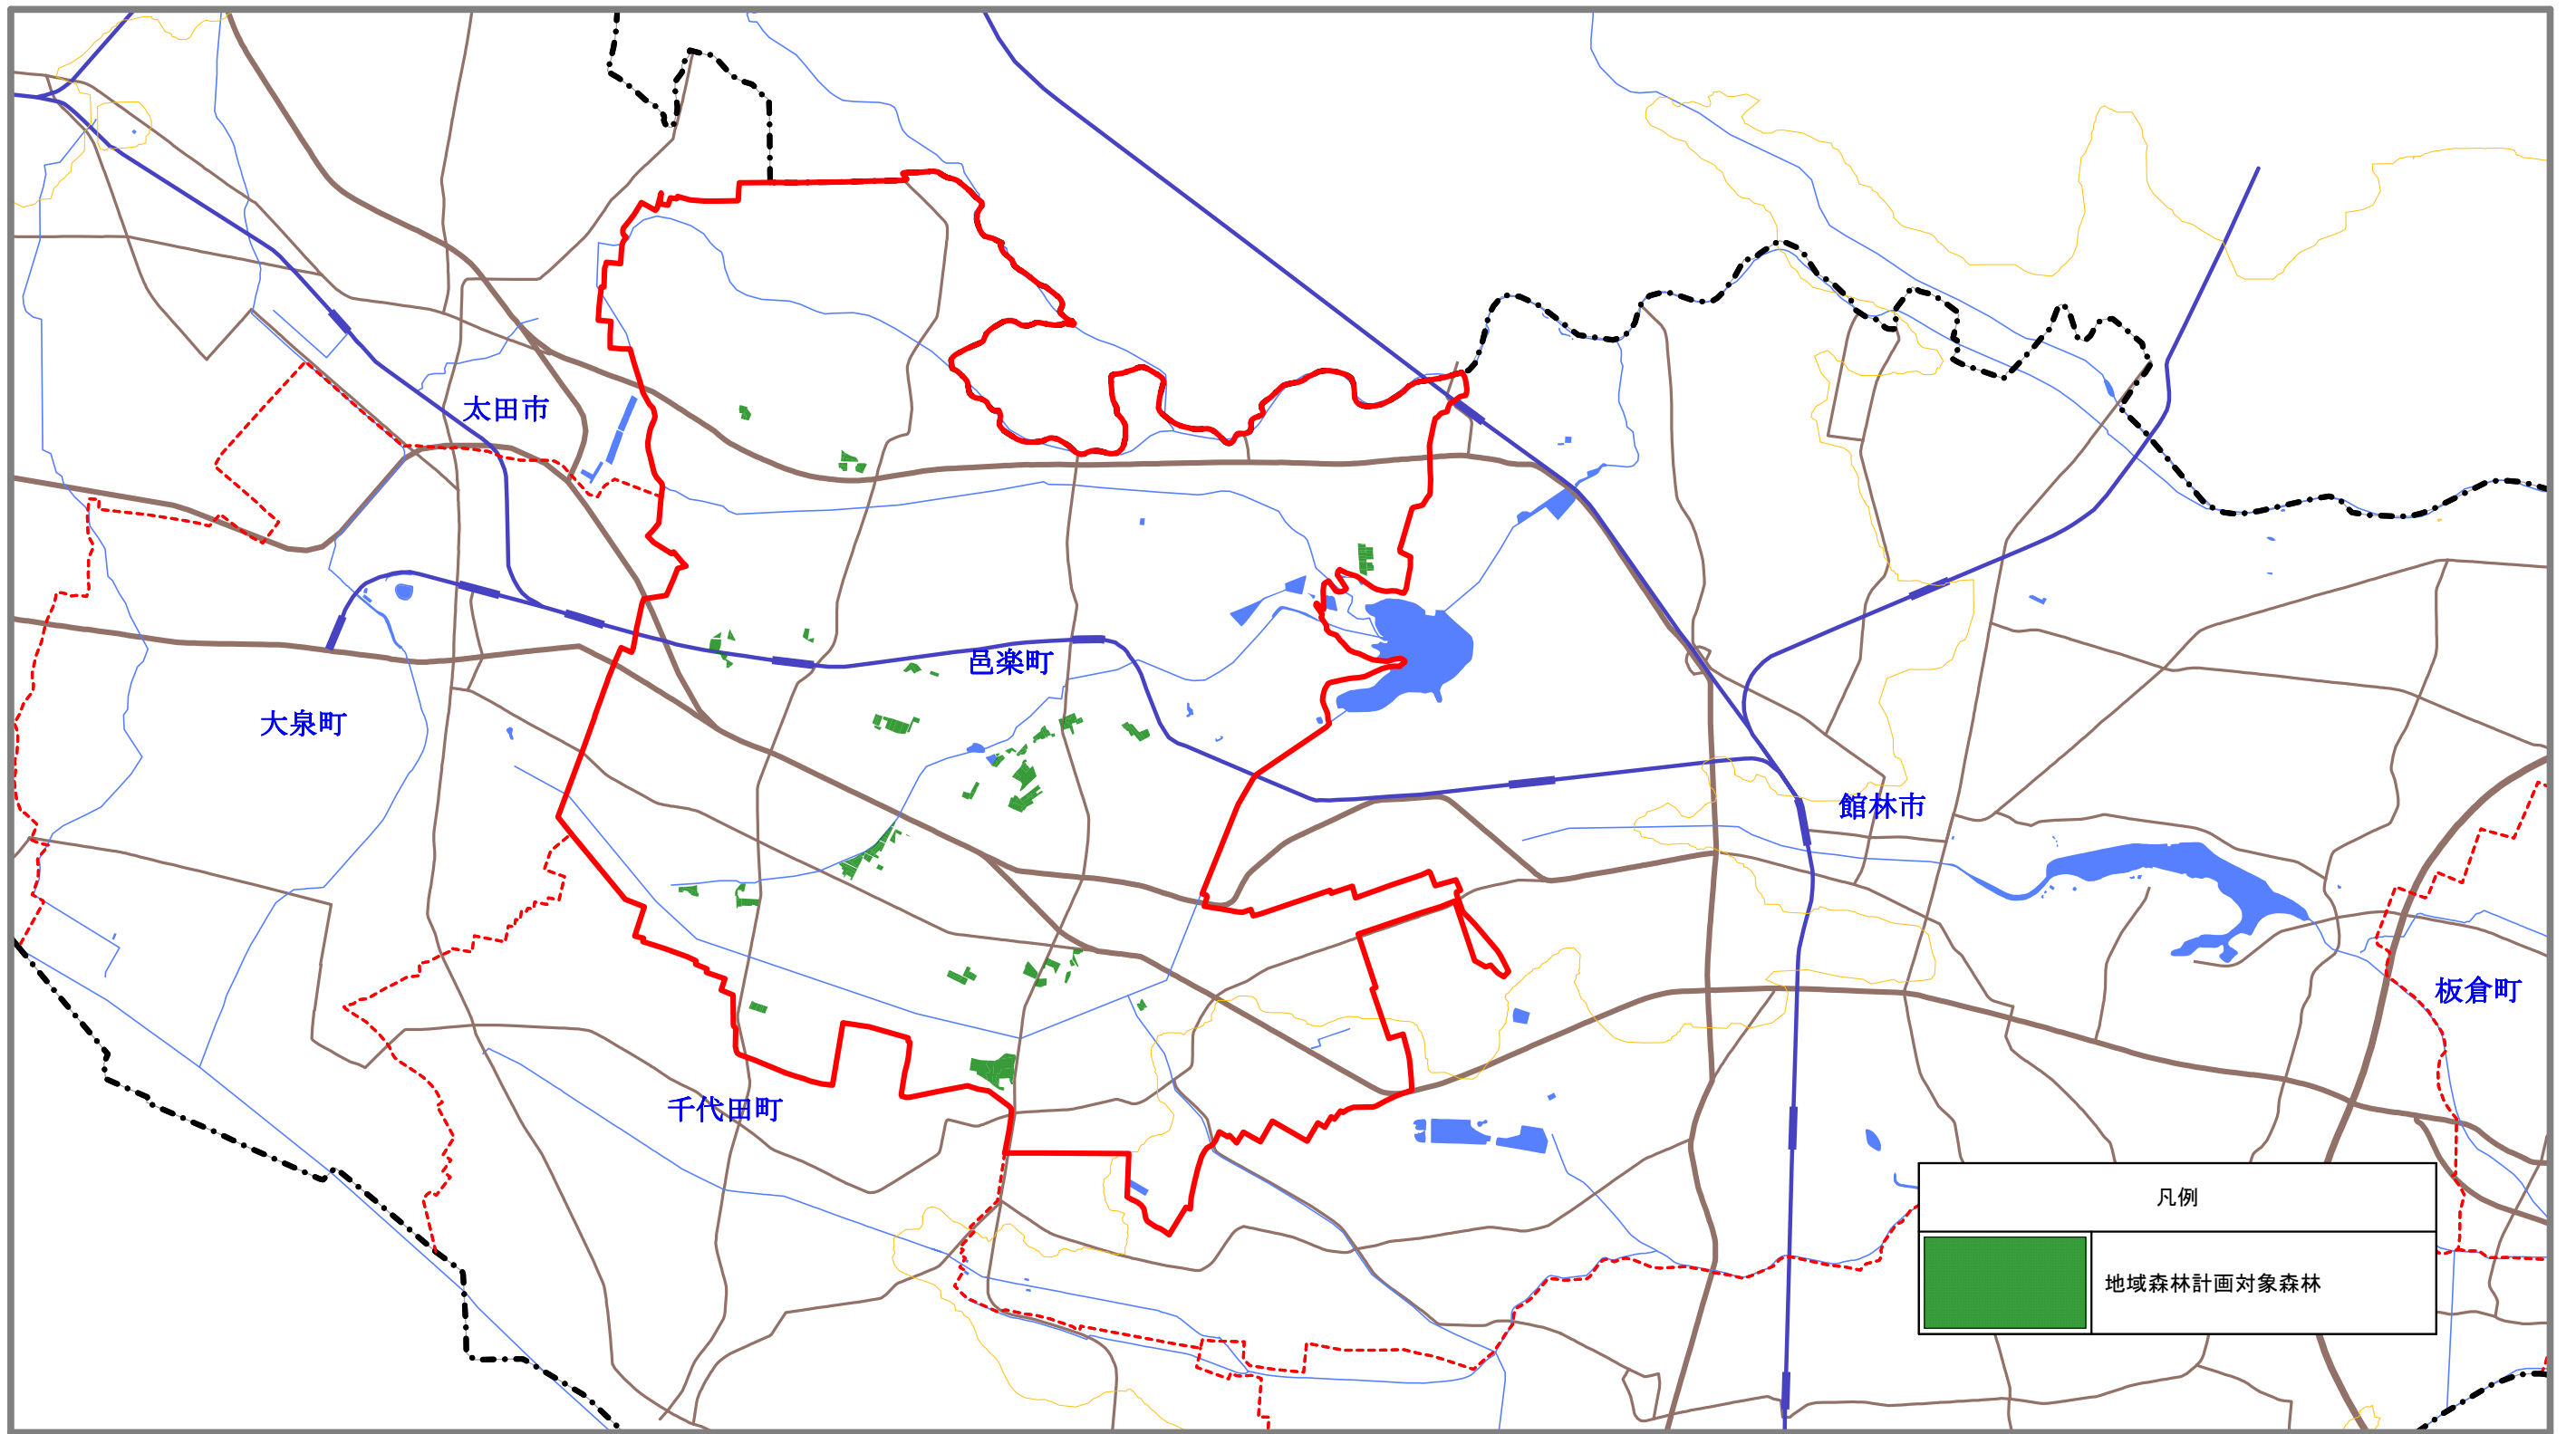 太田市
邑楽町
大泉町
館林市
板倉町
千代田町
凡例
地域森林計画対象森林